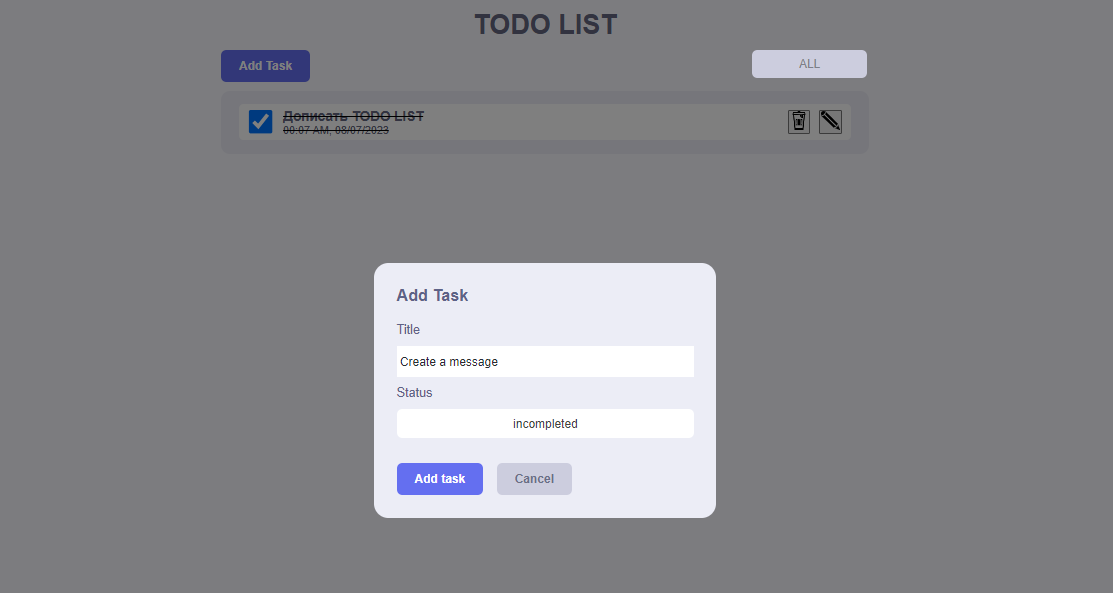 TODO LIST
Add Task
ALL
Дописать TODO LIST
00:07 AM, 08/07/2023
Add Task
Title
Create a message
Status
incompleted
Add task
Cancel